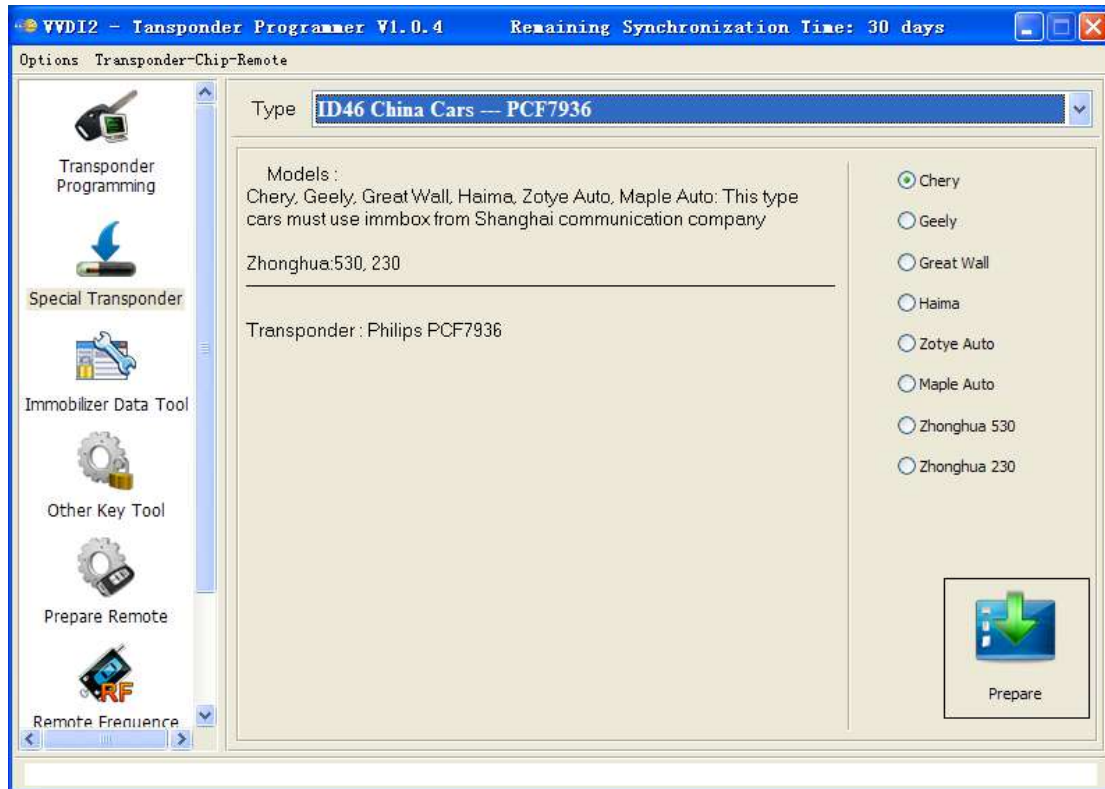 VVDI2 - Tansponder Programmer V1.0.4 Remaining Synchronization Time: 30 days
Options Transponder-Chip-Remote
Transponder
Programming
Special Transponder
Immobilizer Data Tool
Other Key Tool
Prepare Remote
RF
Remote Frequence
Type ID46 China Cars --- PCF7936
Models :
Chery, Geely, Great Wall, Haima, Zotye Auto, Maple Auto: This type
cars must use immbox from Shanghai communication company
Zhonghua:530, 230
Transponder : Philips PCF7936
Chery
Geely
Great Wall
Haima
Zotye Auto
Maple Auto
Zhonghua 530
Zhonghua 230
Prepare